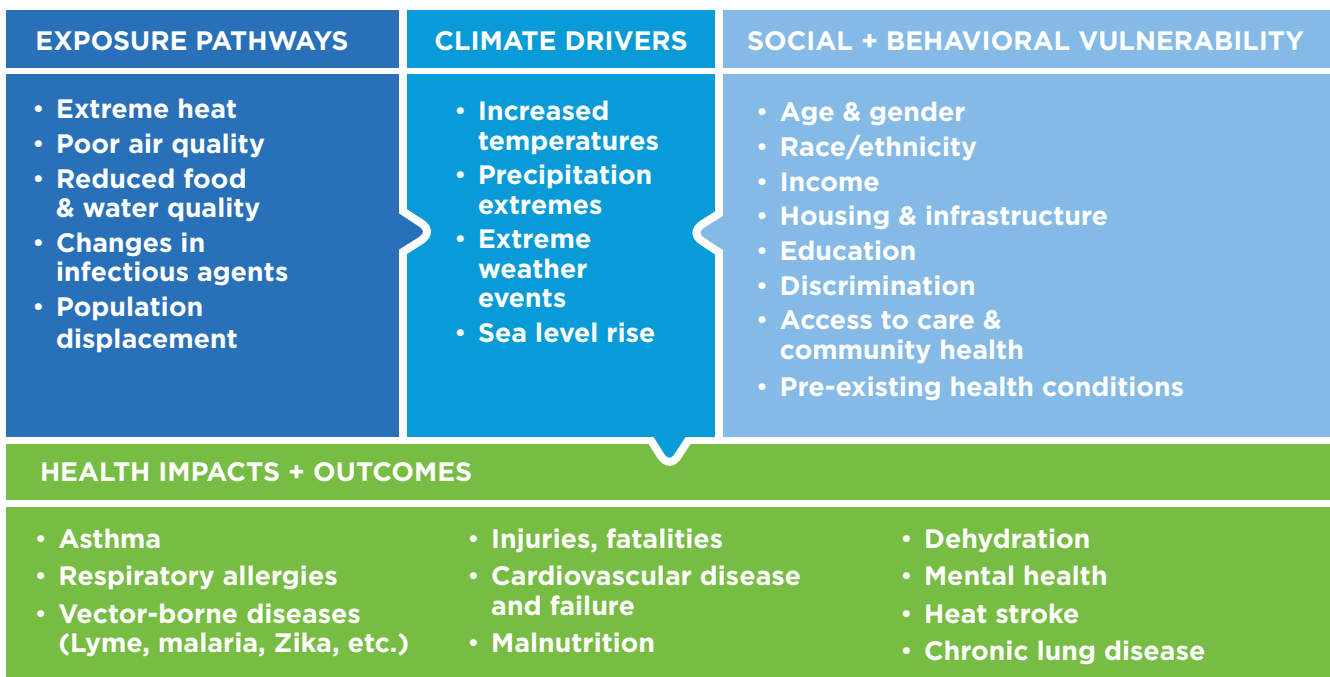 EXPOSURE PATHWAYS
• Extreme heat
• Poor air quality
• Reduced food
& water quality
• Changes in
infectious agents
• Population
displacement
CLIMATE DRIVERS
• Increased
temperatures
• Precipitation
extremes
• Extreme
weather
events
• Sea level rise
SOCIAL + BEHAVIORAL VULNERABILITY
• Age & gender
• Race/ethnicity
• Income
• Housing & infrastructure
• Education
• Discrimination
• Access to care &
community health
• Pre-existing health conditions
HEALTH IMPACTS + OUTCOMES
• Asthma
• Respiratory allergies
• Vector-borne diseases
(Lyme, malaria, Zika, etc.)
• Injuries, fatalities
• Cardiovascular disease
and failure
• Malnutrition
• Dehydration
• Mental health
• Heat stroke
• Chronic lung disease